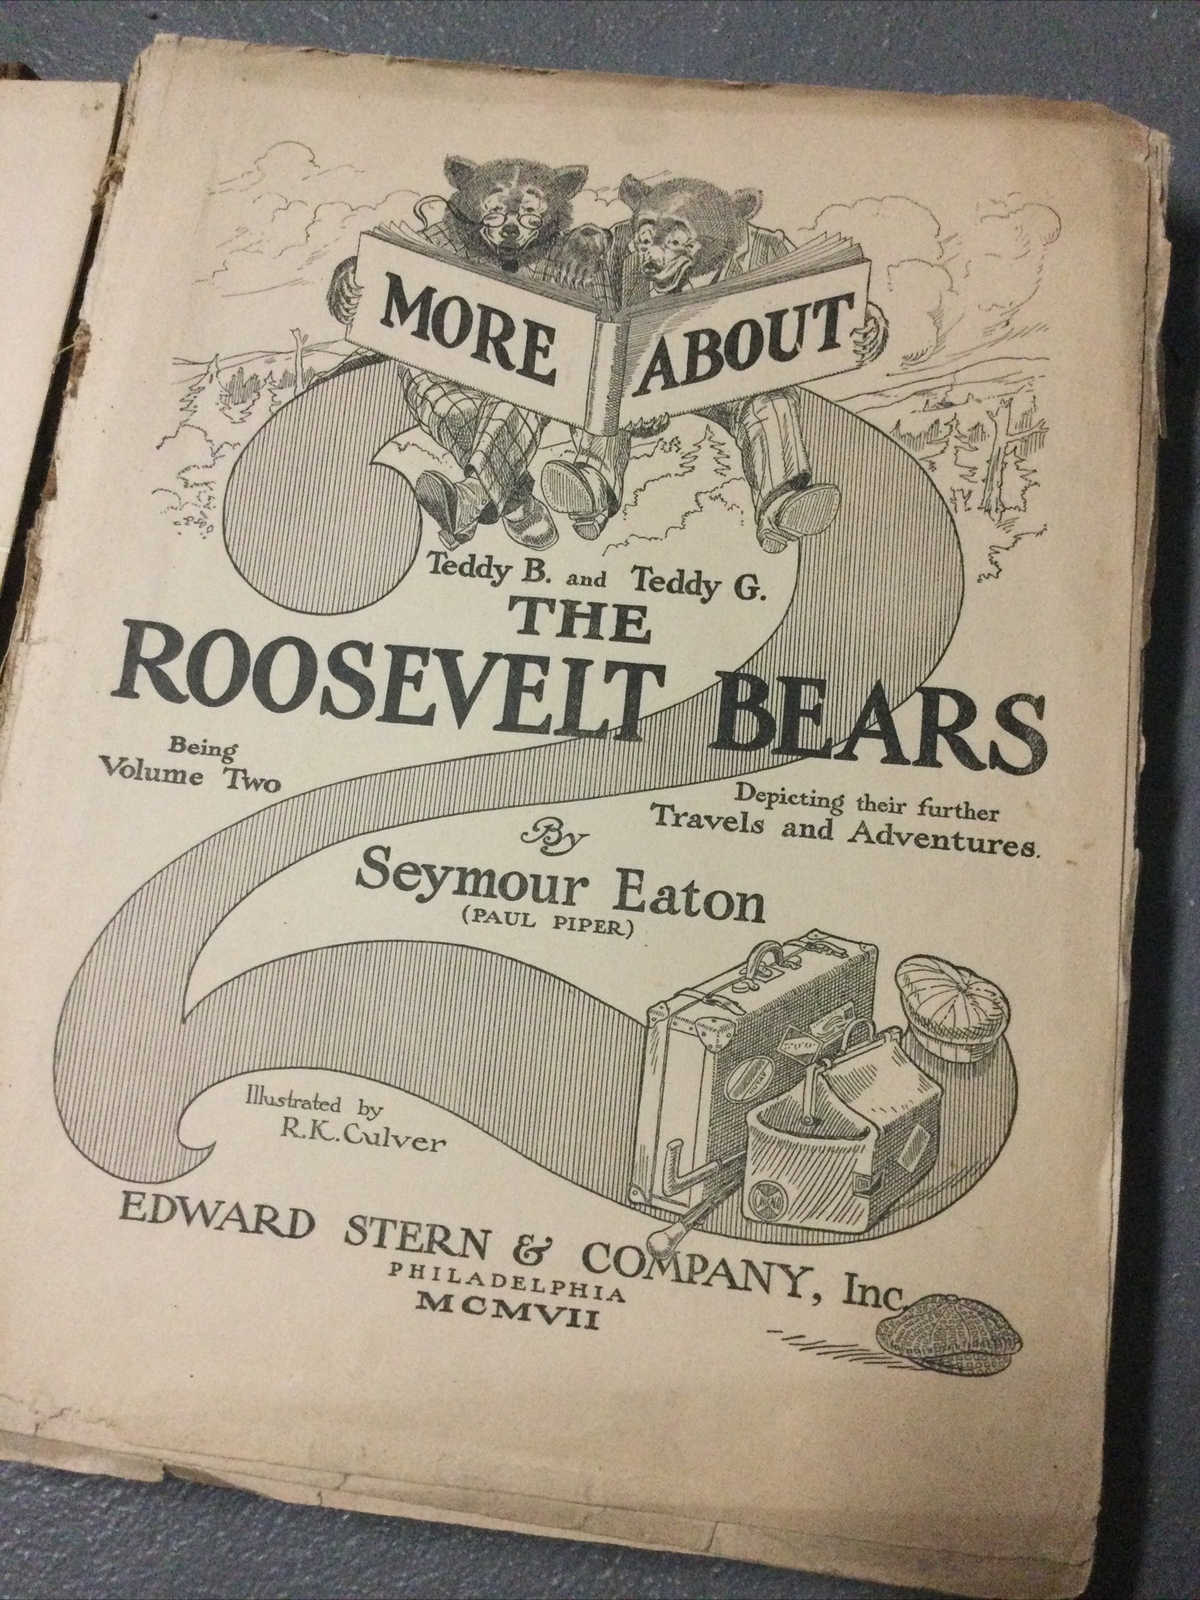 MORE ABOUT
Teddy B. and Teddy G.
THE
ROOSEVELT BEARS
Being
Volume Two
Depicting their further
Travels and Adventures.
By
Seymour Eaton
(PAUL PIPER)
Illustrated by
R.K. Culver
EDWARD STERN & COMPANY, Inc.
PHILADELPHIA
MCMVII